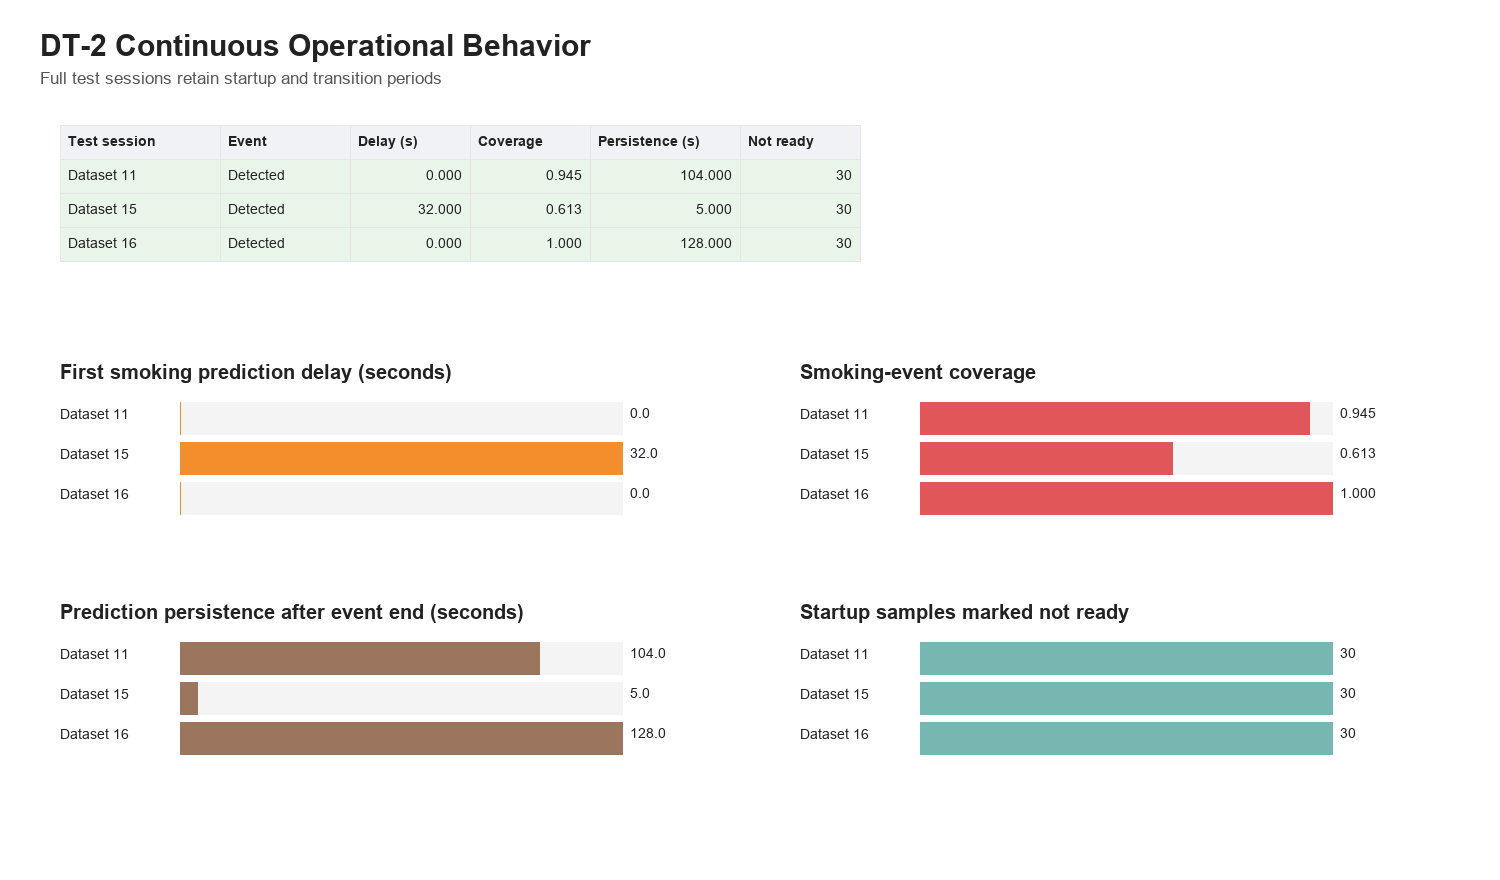 DT-2 Continuous Operational Behavior
Full test sessions retain startup and transition periods
Test session Event Delay (s) Coverage Persistence (s) Not ready
Dataset 11 Detected 0.000 0.945 104.000 30
Dataset 15 Detected 32.000 0.613 5.000 30
Dataset 16 Detected 0.000 1.000 128.000 30
First smoking prediction delay (seconds)
Dataset 11 0.0
Dataset 15 32.0
Dataset 16 0.0
Smoking-event coverage
Dataset 11 0.945
Dataset 15 0.613
Dataset 16 1.000
Prediction persistence after event end (seconds)
Dataset 11 104.0
Dataset 15 5.0
Dataset 16 128.0
Startup samples marked not ready
Dataset 11 30
Dataset 15 30
Dataset 16 30